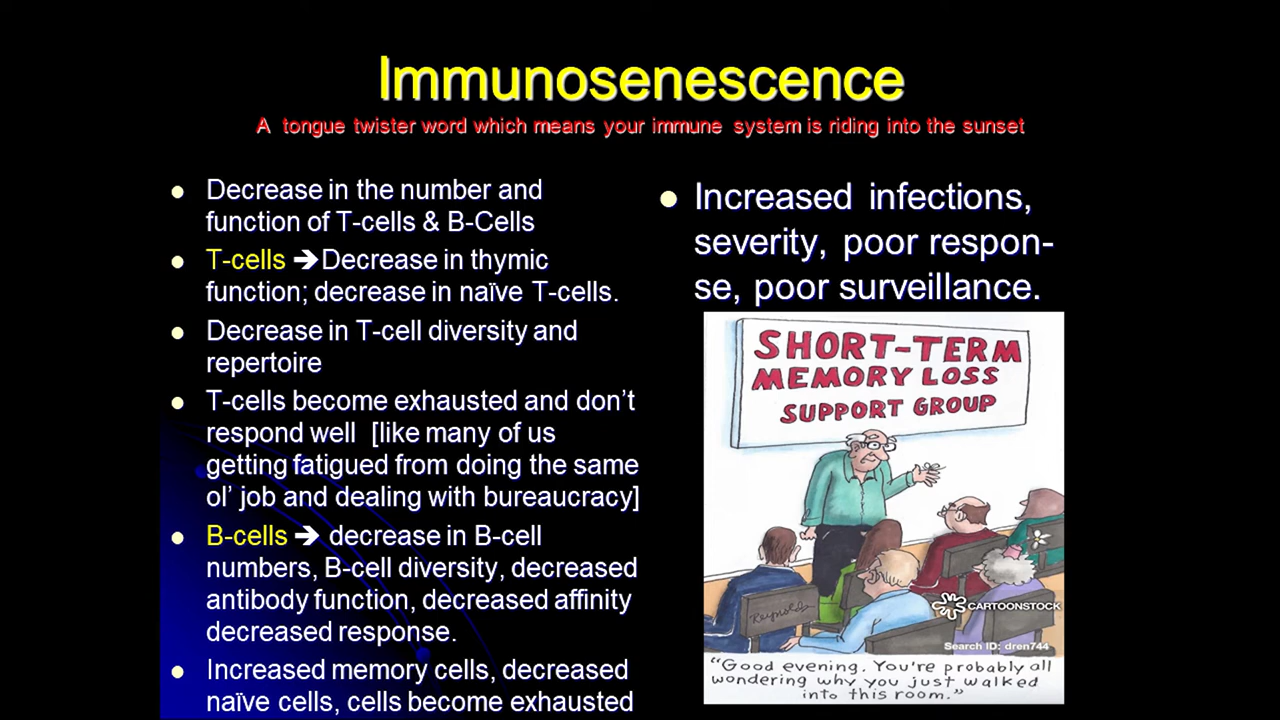 Immunosenescence
A tongue twister word which means your immune system is riding into the sunset
Decrease in the number and
function of T-cells & B-Cells
T-cells ➔Decrease in thymic
function; decrease in naïve T-cells.
Decrease in T-cell diversity and
repertoire
T-cells become exhausted and don’t
respond well [like many of us
getting fatigued from doing the same
ol’ job and dealing with bureaucracy]
B-cells ➔ decrease in B-cell
numbers, B-cell diversity, decreased
antibody function, decreased affinity
decreased response.
Increased memory cells, decreased
naïve cells, cells become exhausted
Increased infections,
severity, poor respon-
se, poor surveillance.
SHORT-TERM
MEMORY LOSS
SUPPORT GROUP
Reynolds
CARTOONSTOCK
Search ID: dren744
"Good evening. You're probably all
wondering why you just walked
into this room."